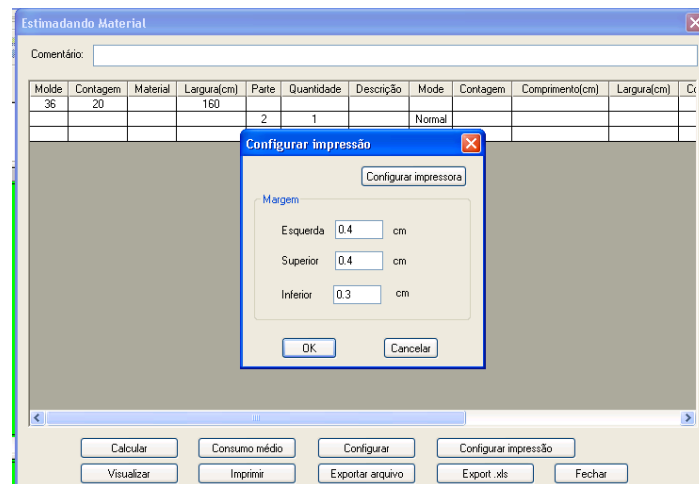 Estimadando Material
Comentário:
Molde Contagem Material Largura(cm) Parte Quantidade Descrição Mode Contagem Comprimento(cm) Largura(cm) Co
36 20 160
2 1 Normal
Configurar impressão
Configurar impressora
Margem
Esquerda 0.4 cm
Superior 0.4 cm
Inferior 0.3 cm
OK Cancelar
Calcular Consumo médio Configurar Configurar impressão
Visualizar Imprimir Exportar arquivo Export .xls Fechar